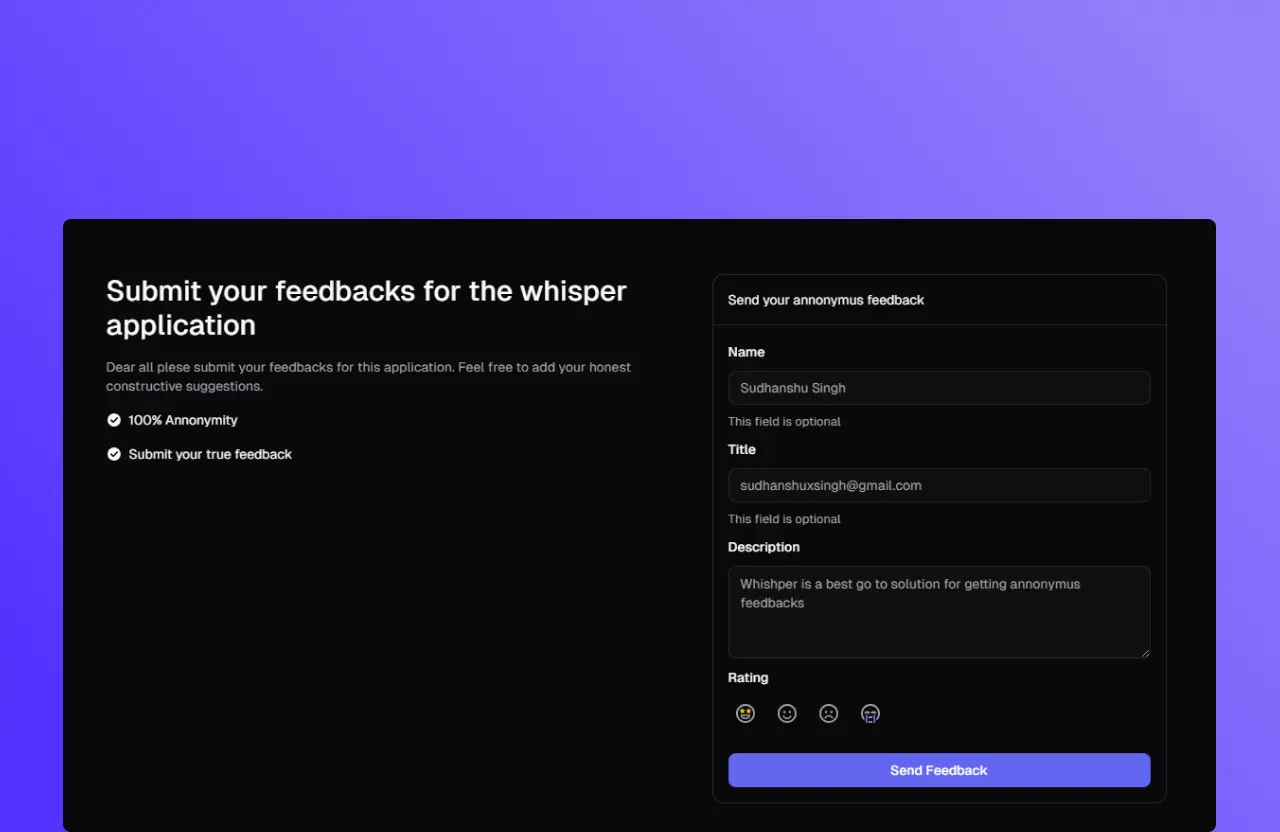 Submit your feedbacks for the whisper
application
Dear all plese submit your feedbacks for this application. Feel free to add your honest
constructive suggestions.
100% Annonymity
Submit your true feedback
Send your annonymus feedback
Name
Sudhanshu Singh
This field is optional
Title
sudhanshuxsingh@gmail.com
This field is optional
Description
Whishper is a best go to solution for getting annonymus
feedbacks
Rating
Send Feedback